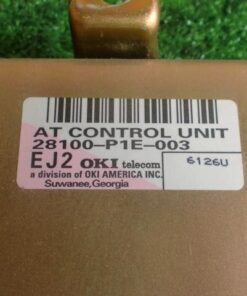 AT CONTROL UNIT
28100-P1E-003
EJ2 OKI telecom
a division of OKI AMERICA INC.
Suwanee, Georgia
6126U